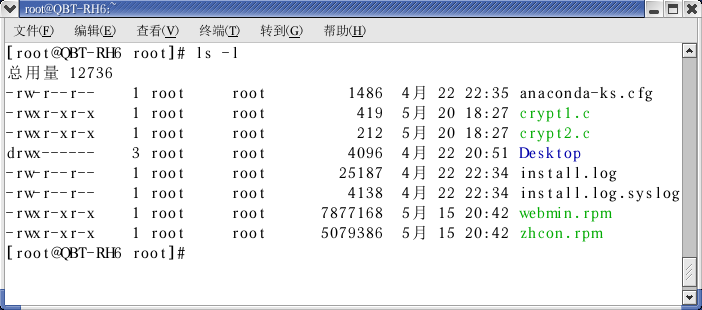 root@QBT-RH6:~
文件(F) 编辑(E) 查看(V) 终端(T) 转到(G) 帮助(H)
[root@QBT-RH6 root]# ls -l
总用量 12736
-rw-r--r-- 1 root root 1486 4月 22 22:35 anaconda-ks.cfg
-rwxr-xr-x 1 root root 419 5月 20 18:27 crypt1.c
-rwxr-xr-x 1 root root 212 5月 20 18:27 crypt2.c
drwx------ 3 root root 4096 4月 22 20:51 Desktop
-rw-r--r-- 1 root root 25187 4月 22 22:34 install.log
-rw-r--r-- 1 root root 4138 4月 22 22:34 install.log.syslog
-rwxr-xr-x 1 root root 7877168 5月 15 20:42 webmin.rpm
-rwxr-xr-x 1 root root 5079386 5月 15 20:42 zhcon.rpm
[root@QBT-RH6 root]#